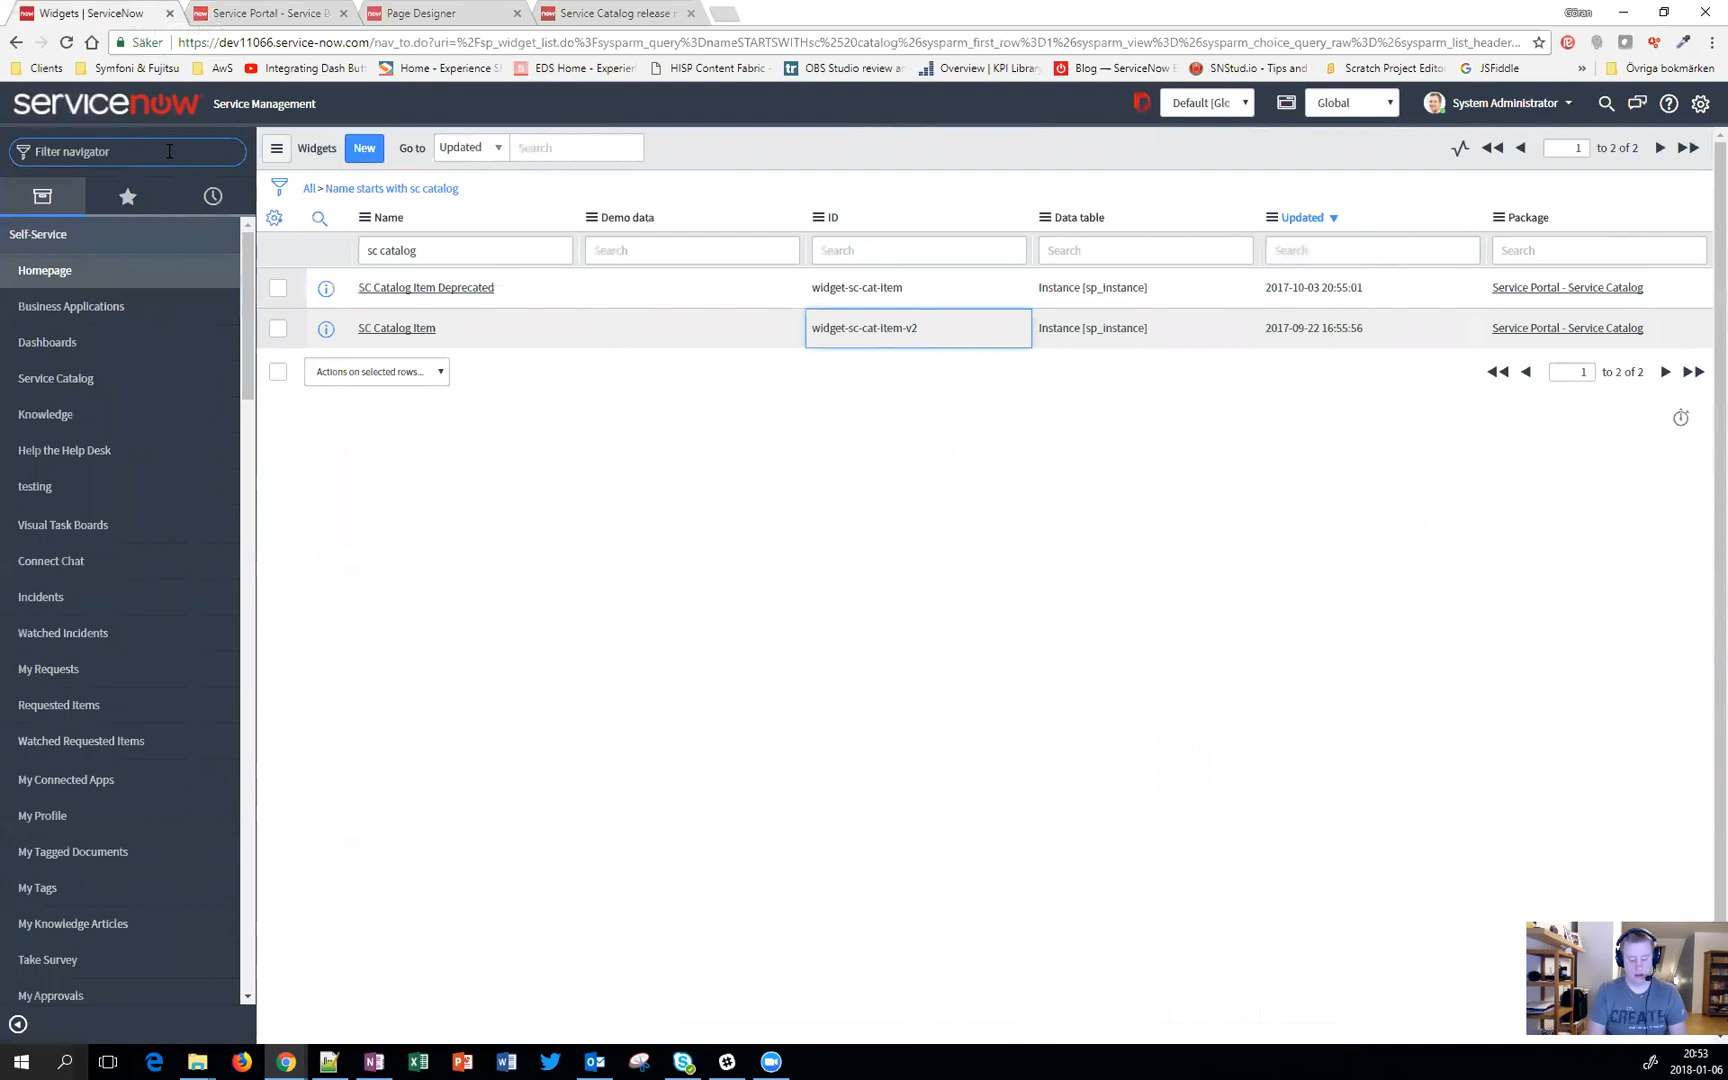 Widgets | ServiceNow
Service Portal - Service B
Page Designer
Service Catalog release n
Göran
Säker
https://dev11066.service-now.com/nav_to.do?uri=%2Fsp_widget_list.do%3Fsysparm_query%3DnameSTARTSWITHsc%2520catalog%26sysparm_first_row%3D1%26sysparm_view%3D%26sysparm_choice_query_raw%3D%26sysparm_list_header...
Clients
Symfoni & Fujitsu
AwS
Integrating Dash Butt
Home - Experience S
EDS Home - Experien
HISP Content Fabric
OBS Studio review an
Overview | KPI Library
Blog — ServiceNow E
SNStud.io - Tips and
Scratch Project Editor
JSFiddle
»
Övriga bokmärken
servicenow
Service Management
Default [Glc
Global
System Administrator
Filter navigator
Widgets
New
Go to
Updated
Search
1
to 2 of 2
All > Name starts with sc catalog
Name
Demo data
ID
Data table
Updated
Package
sc catalog
Search
Search
Search
Search
Search
SC Catalog Item Deprecated
widget-sc-cat-item
Instance [sp_instance]
2017-10-03 20:55:01
Service Portal - Service Catalog
SC Catalog Item
widget-sc-cat-item-v2
Instance [sp_instance]
2017-09-22 16:55:56
Service Portal - Service Catalog
Actions on selected rows...
1
to 2 of 2
Self-Service
Homepage
Business Applications
Dashboards
Service Catalog
Knowledge
Help the Help Desk
testing
Visual Task Boards
Connect Chat
Incidents
Watched Incidents
My Requests
Requested Items
Watched Requested Items
My Connected Apps
My Profile
My Tagged Documents
My Tags
My Knowledge Articles
Take Survey
My Approvals
20:53
2018-01-06